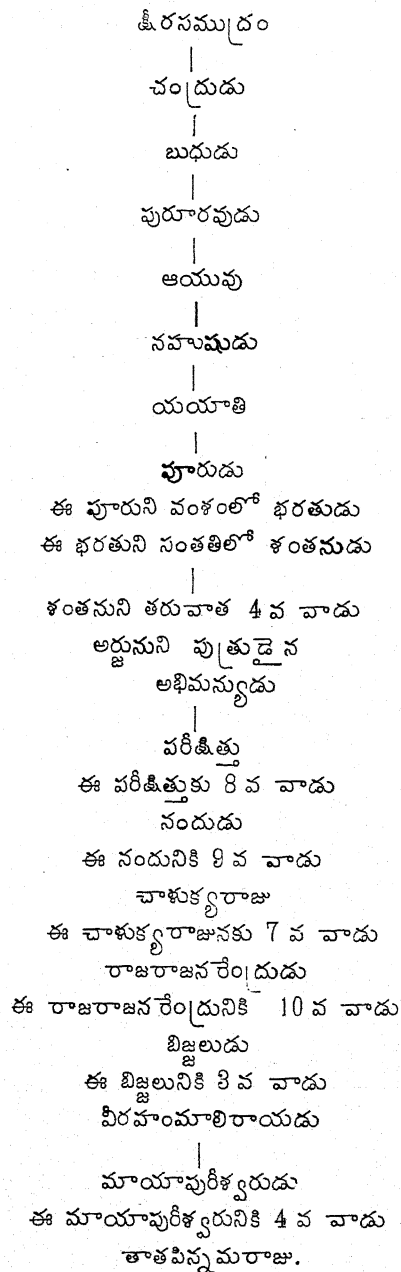 క్షీరసముద్రం
చంద్రుడు
బుధుడు
పురూరవుడు
ఆయువు
నహుషుడు
యయాతి
పూరుడు
ఈ పూరుని వంశంలో భరతుడు
ఈ భరతుని సంతతిలో శంతనుడు
శంతనుని తరువాత 4 వ వాడు
అర్జునుని పుత్రుడైన
అభిమన్యుడు
పరీక్షిత్తు
ఈ పరీక్షిత్తుకు 8 వ వాడు
నందుడు
ఈ నందునికి 9 వ వాడు
చాళుక్యరాజు
ఈ చాళుక్యరాజునకు 7 వ వాడు
రాజరాజనరేంద్రుడు
ఈ రాజరాజనరేంద్రునికి 10 వ వాడు
బిజ్జలుడు
ఈ బిజ్జలునికి 3 వ వాడు
వీరహంమాలిరాయడు
మాయాపురీశ్వరుడు
ఈ మాయాపురీశ్వరునికి 4 వ వాడు
తాతపిన్నమరాజు.